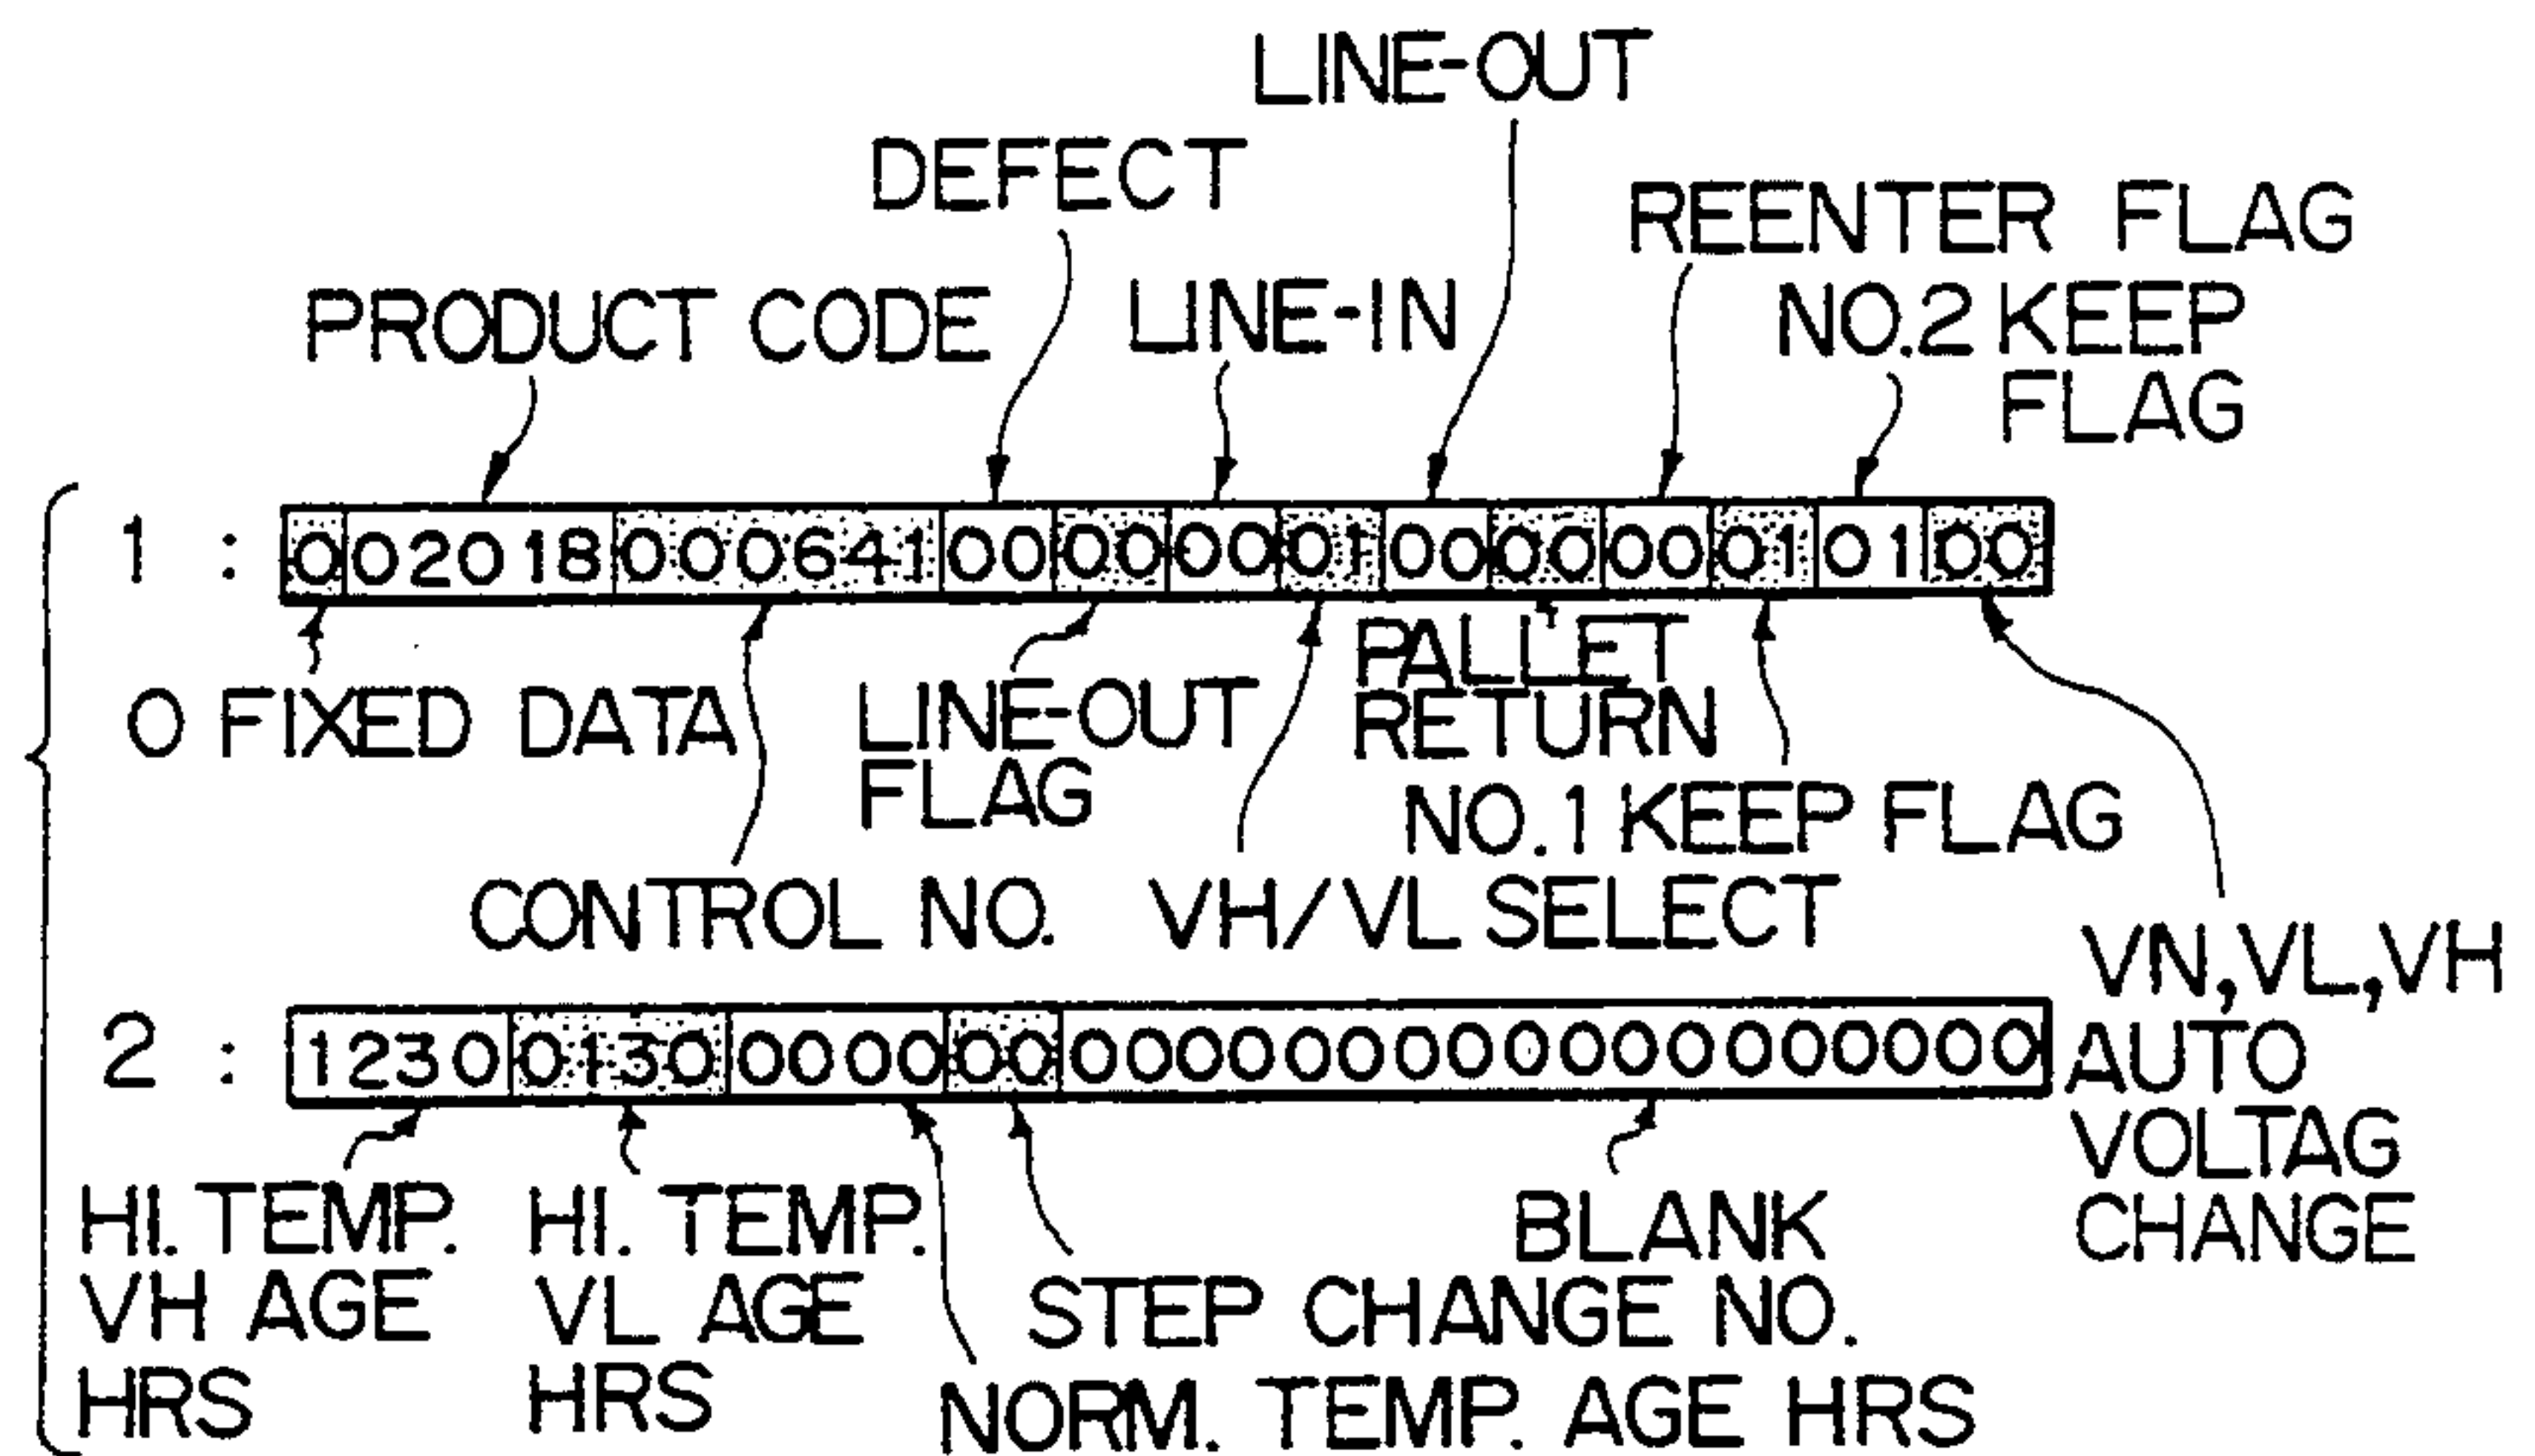 LINE-OUT
DEFECT
REENTER FLAG
PRODUCT CODE
LINE-IN
NO.2 KEEP
FLAG
1 : 0 02018 000641 00 00 00 01 00 00 00 01 01 00
0 FIXED DATA
LINE-OUT
FLAG
PALLET
RETURN
NO.1 KEEP FLAG
CONTROL NO.
VH/VL SELECT
VN,VL,VH
AUTO
VOLTAG
CHANGE
2 : 1230 0130 0000 00 000000000000000000
HI. TEMP.
VH AGE
HRS
HI. TEMP.
VL AGE
HRS
BLANK
STEP CHANGE NO.
NORM. TEMP. AGE HRS